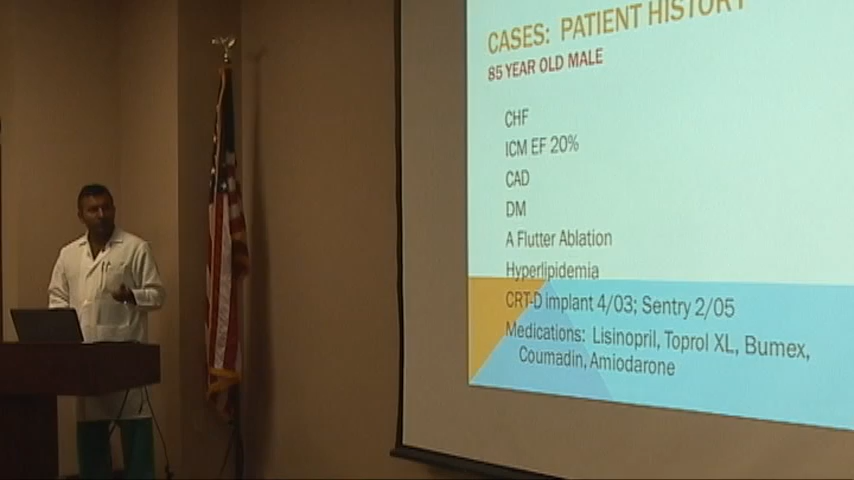 CASES: PATIENT HISTORY
85 YEAR OLD MALE
CHF
ICM EF 20%
CAD
DM
A Flutter Ablation
Hyperlipidemia
CRT-D implant 4/03; Sentry 2/05
Medications: Lisinopril, Toprol XL, Bumex,
Coumadin, Amiodarone